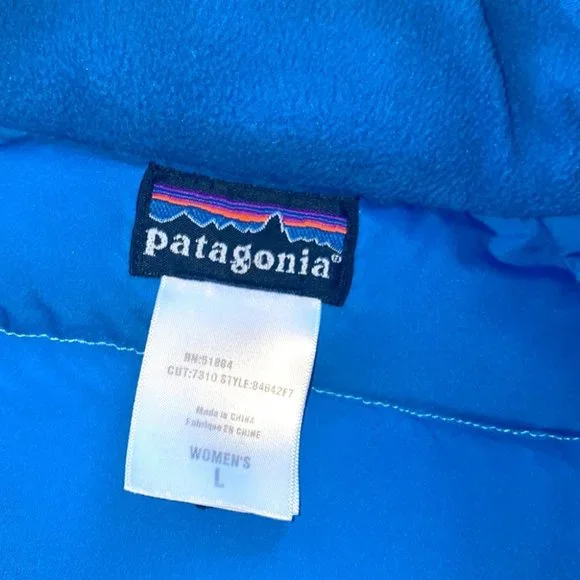 patagonia®
RN:51884
CUT:7310 STYLE:84642F7
Made in CHINA
Fabriqué EN CHINE
WOMEN'S
L